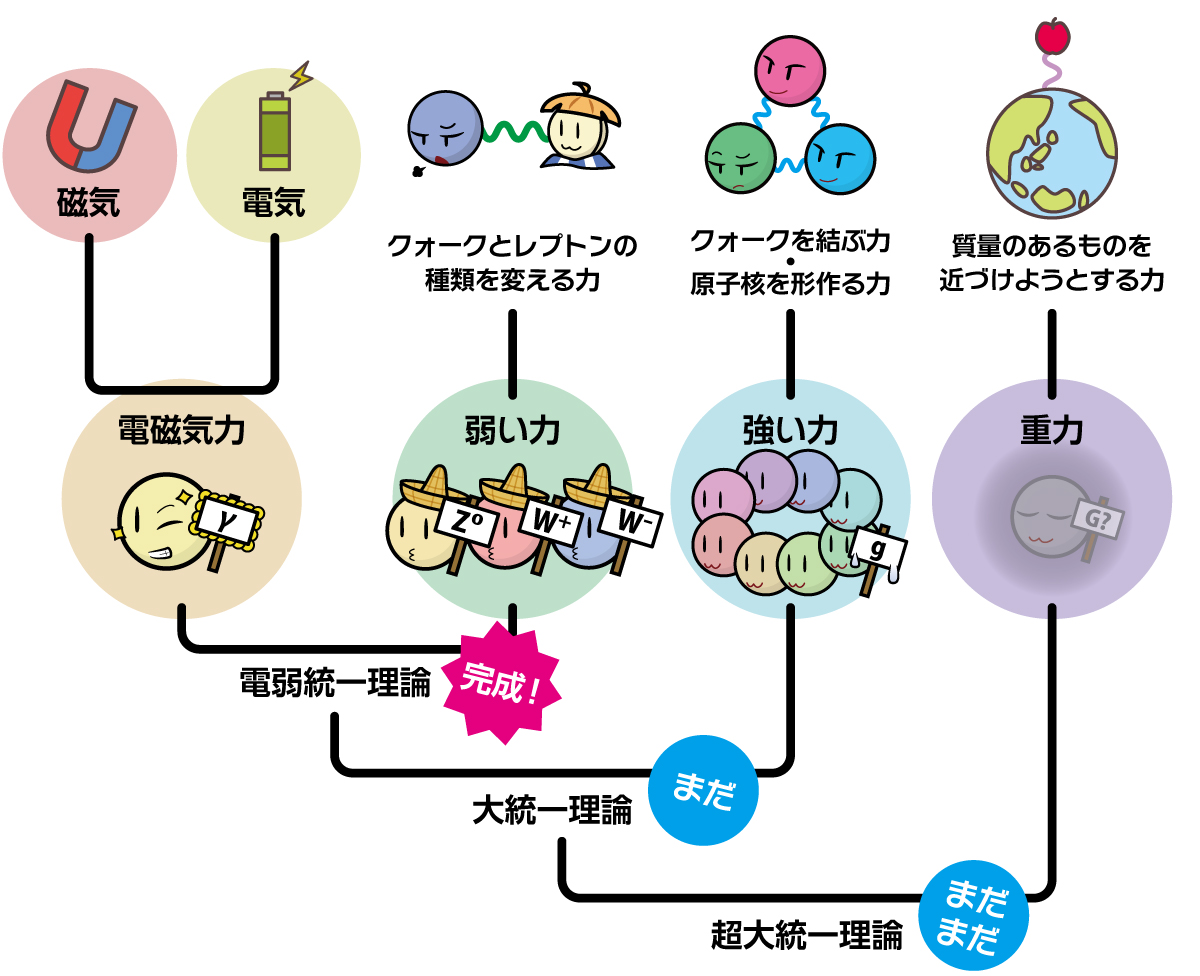 磁気
電気
クォークとレプトンの
種類を変える力
クォークを結ぶ力
・
原子核を形作る力
質量のあるものを
近づけようとする力
電磁気力
弱い力
強い力
重力
γ
Z⁰
W⁺
W⁻
g
G?
電弱統一理論
完成!
大統一理論
まだ
超大統一理論
まだ
まだ